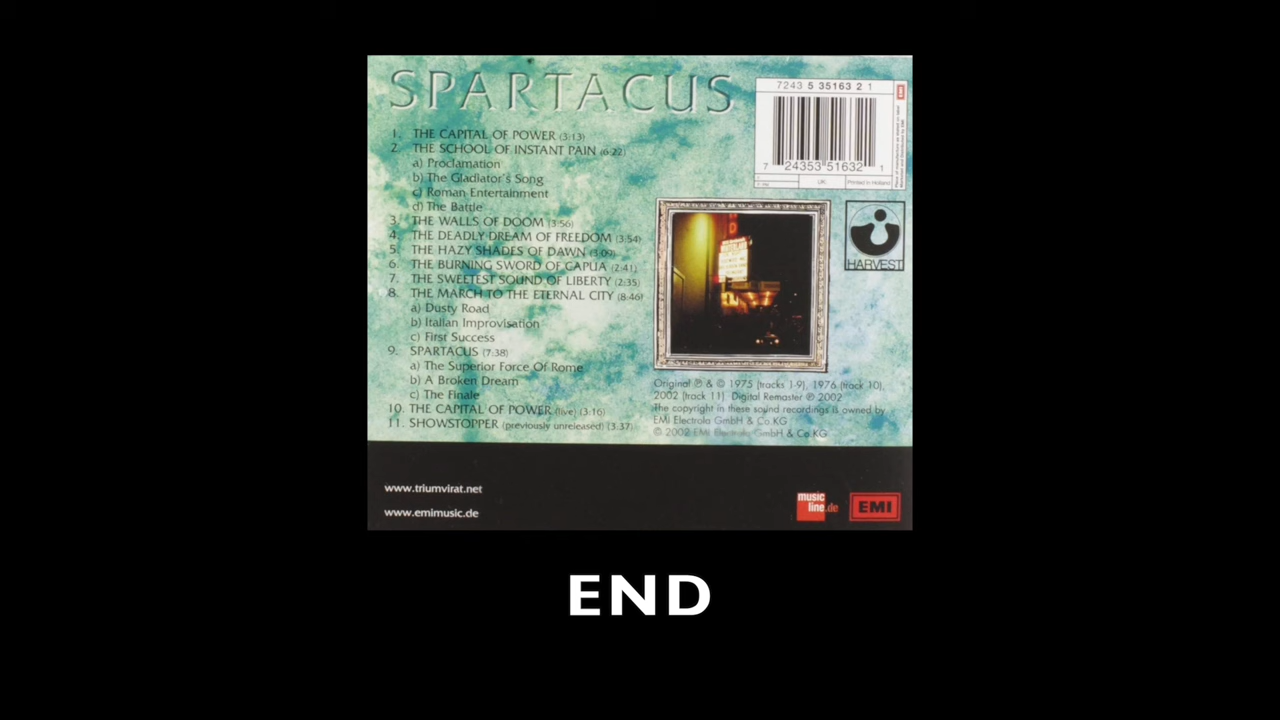 SPARTACUS
1. THE CAPITAL OF POWER (3:13)
2. THE SCHOOL OF INSTANT PAIN (6:22)
a) Proclamation
b) The Gladiator's Song
c) Roman Entertainment
d) The Battle
3. THE WALLS OF DOOM (3:56)
4. THE DEADLY DREAM OF FREEDOM (3:54)
5. THE HAZY SHADES OF DAWN (3:09)
6. THE BURNING SWORD OF CAPUA (2:41)
7. THE SWEETEST SOUND OF LIBERTY (2:35)
8. THE MARCH TO THE ETERNAL CITY (8:46)
a) Dusty Road
b) Italian Improvisation
c) First Success
9. SPARTACUS (7:38)
a) The Superior Force Of Rome
b) A Broken Dream
c) The Finale
10. THE CAPITAL OF POWER (live) (3:16)
11. SHOWSTOPPER (previously unreleased) (3:37)
7243 5 35163 2 1
7 24353 51632 1
UK:
Printed in Holland
EMI
HARVEST
Original ℗ & © 1975 (tracks 1-9), 1976 (track 10),
2002 (track 11). Digital Remaster ℗ 2002
The copyright in these sound recordings is owned by
EMI Electrola GmbH & Co.KG
© 2002 EMI Electrola GmbH & Co.KG
www.triumvirat.net
www.emimusic.de
music
line.de
EMI
END